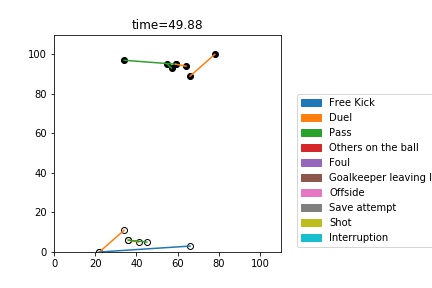 time=49.88
100
80
60
40
20
0
0 20 40 60 80 100
Free Kick
Duel
Pass
Others on the ball
Foul
Goalkeeper leaving l
Offside
Save attempt
Shot
Interruption